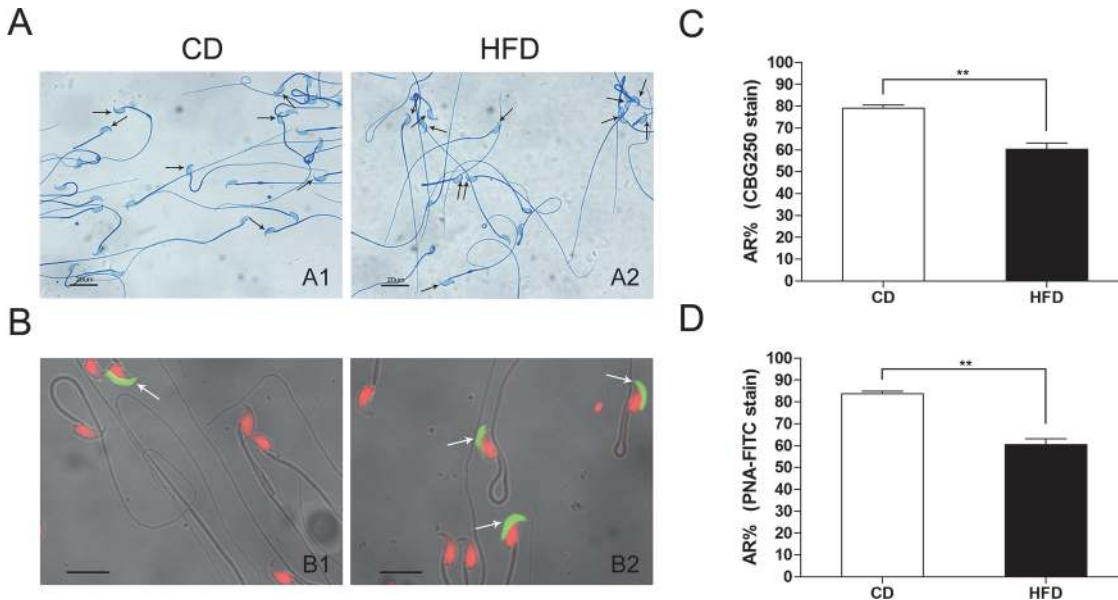 A
CD
HFD
A1
20um
A2
20um
B
B1
B2
C
AR% (CBG250 stain)
100
90
80
70
60
50
40
30
20
10
0
**
CD
HFD
D
AR% (PNA-FITC stain)
100
90
80
70
60
50
40
30
20
10
0
**
CD
HFD